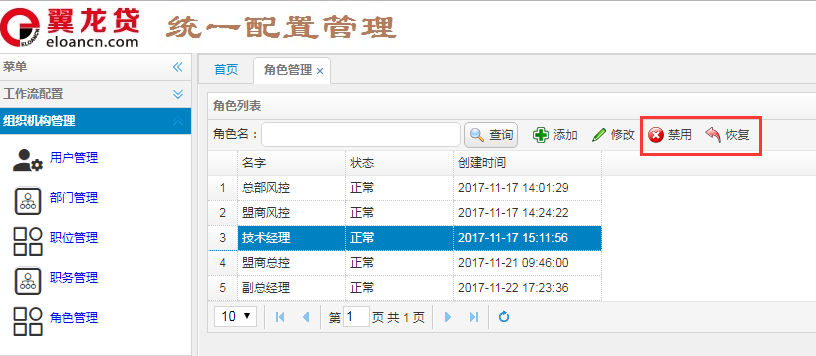 翼龙贷
eloancn.com
ELOANCN
统一配置管理
菜单
工作流配置
组织机构管理
用户管理
部门管理
职位管理
职务管理
角色管理
首页 角色管理 ×
角色列表
角色名： 查询 添加 修改 禁用 恢复
名字 状态 创建时间
1 总部风控 正常 2017-11-17 14:01:29
2 盟商风控 正常 2017-11-17 14:24:22
3 技术经理 正常 2017-11-17 15:11:56
4 盟商总控 正常 2017-11-21 09:46:00
5 副总经理 正常 2017-11-22 17:23:36
10 第 1 页 共 1 页